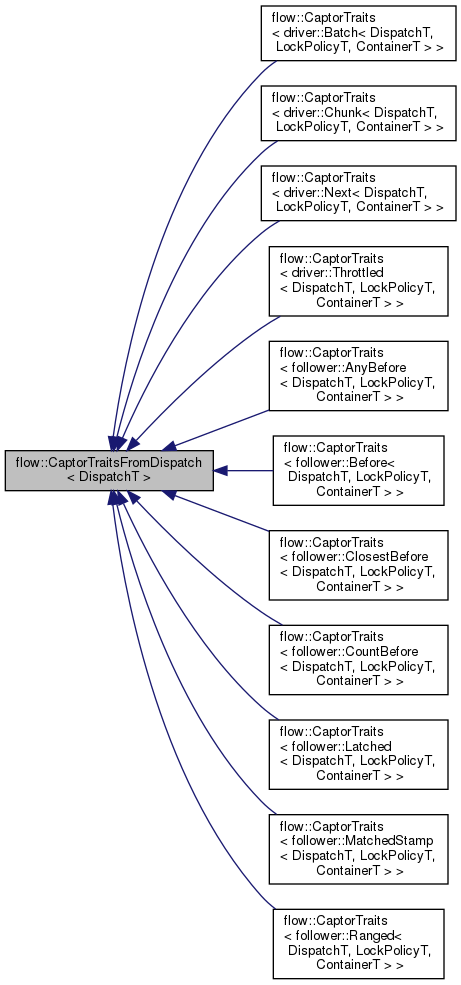 flow::CaptorTraits
< driver::Batch< DispatchT,
LockPolicyT, ContainerT > >
flow::CaptorTraits
< driver::Chunk< DispatchT,
LockPolicyT, ContainerT > >
flow::CaptorTraits
< driver::Next< DispatchT,
LockPolicyT, ContainerT > >
flow::CaptorTraits
< driver::Throttled
< DispatchT, LockPolicyT,
ContainerT > >
flow::CaptorTraits
< follower::AnyBefore
< DispatchT, LockPolicyT,
ContainerT > >
flow::CaptorTraitsFromDispatch
< DispatchT >
flow::CaptorTraits
< follower::Before<
DispatchT, LockPolicyT,
ContainerT > >
flow::CaptorTraits
< follower::ClosestBefore
< DispatchT, LockPolicyT,
ContainerT > >
flow::CaptorTraits
< follower::CountBefore
< DispatchT, LockPolicyT,
ContainerT > >
flow::CaptorTraits
< follower::Latched
< DispatchT, LockPolicyT,
ContainerT > >
flow::CaptorTraits
< follower::MatchedStamp
< DispatchT, LockPolicyT,
ContainerT > >
flow::CaptorTraits
< follower::Ranged<
DispatchT, LockPolicyT,
ContainerT > >